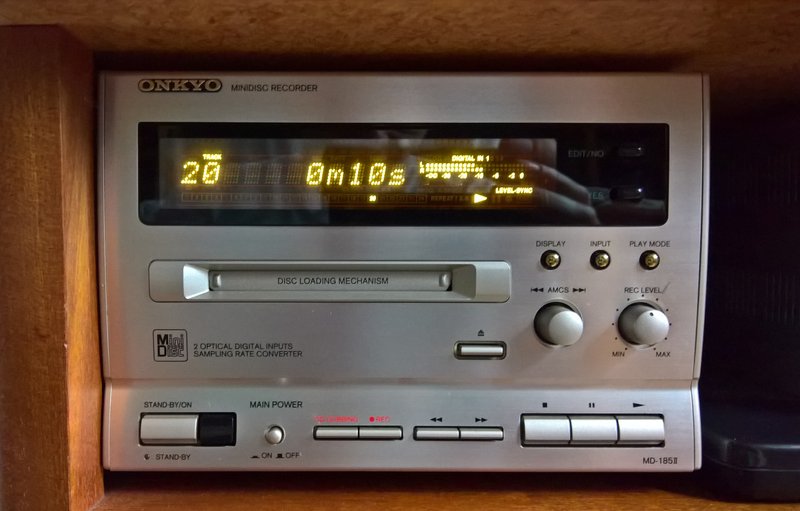 ONKYO MINIDISC RECORDER
TRACK
20 0m10s
DIGITAL IN 1
LEVEL-SYNC
EDIT/NO
YES
DISPLAY INPUT PLAY MODE
DISC LOADING MECHANISM
AMCS
REC LEVEL
MIN MAX
Mini Disc
2 OPTICAL DIGITAL INPUTS
SAMPLING RATE CONVERTER
STAND-BY/ON
MAIN POWER
REC
STAND-BY
ON OFF
MD-185II